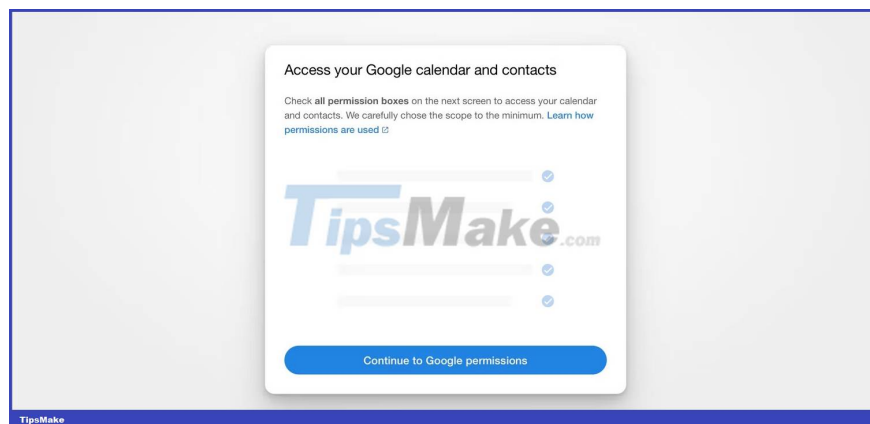 Access your Google calendar and contacts
Check all permission boxes on the next screen to access your calendar
and contacts. We carefully chose the scope to the minimum. Learn how
permissions are used
TipsMake.com
Continue to Google permissions
TipsMake